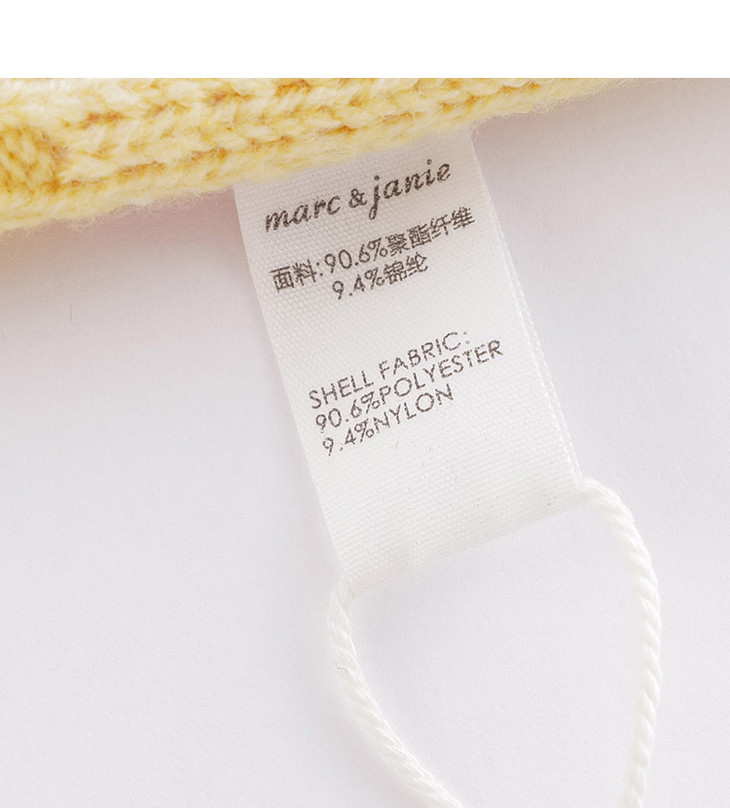 marc & janie
面料:90.6%聚酯纤维
9.4%锦纶
SHELL FABRIC:
90.6%POLYESTER
9.4%NYLON